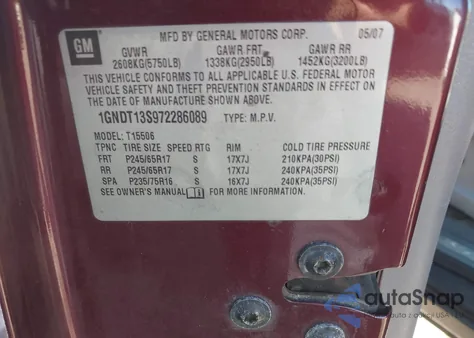 GM
MFD BY GENERAL MOTORS CORP. 05/07
GVWR GAWR FRT GAWR RR
2608KG(5750LB) 1338KG(2950LB) 1452KG(3200LB)
THIS VEHICLE CONFORMS TO ALL APPLICABLE U.S. FEDERAL MOTOR
VEHICLE SAFETY AND THEFT PREVENTION STANDARDS IN EFFECT ON
THE DATE OF MANUFACTURE SHOWN ABOVE.
1GNDT13S972286089 TYPE: M.P.V.
MODEL: T15506
TPNC TIRE SIZE SPEED RTG RIM COLD TIRE PRESSURE
FRT P245/65R17 S 17X7J 210KPA(30PSI)
RR P245/65R17 S 17X7J 240KPA(35PSI)
SPA P235/75R16 S 16X7J 240KPA(35PSI)
SEE OWNER'S MANUAL FOR MORE INFORMATION.
autoSnap